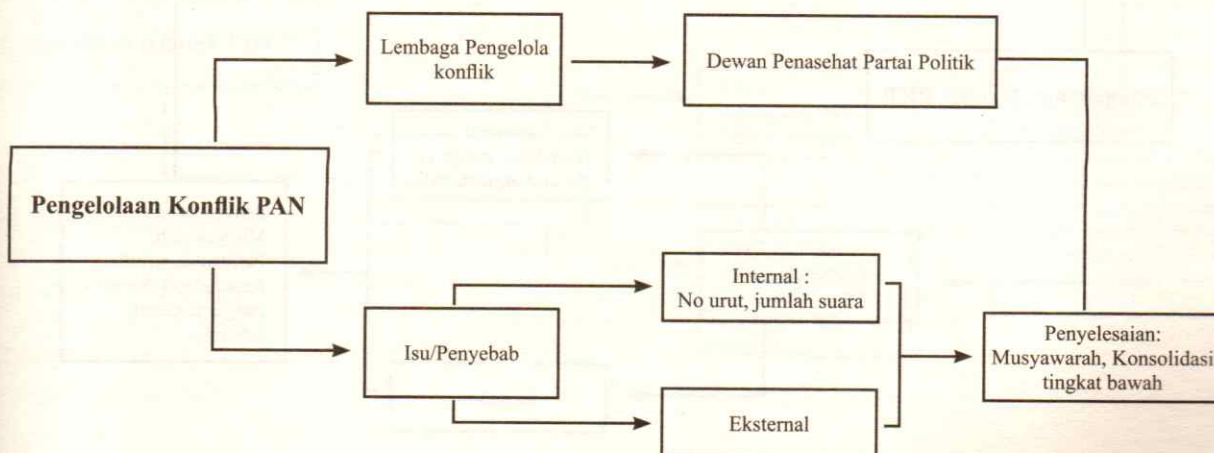 Lembaga Pengelola
konflik
Dewan Penasehat Partai Politik
Pengelolaan Konflik PAN
Internal :
No urut, jumlah suara
Isu/Penyebab
Penyelesaian:
Musyawarah, Konsolidasi
tingkat bawah
Eksternal